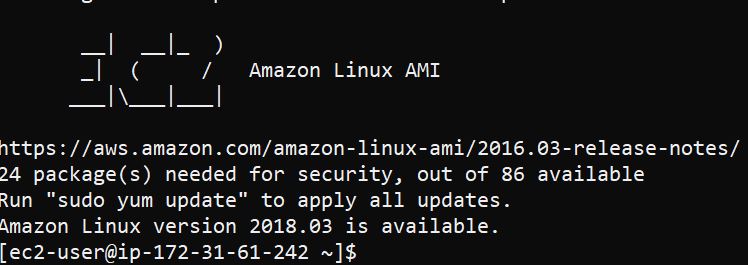 __|  __|_  )
_|  (     /   Amazon Linux AMI
___|\___|___|
https://aws.amazon.com/amazon-linux-ami/2016.03-release-notes/
24 package(s) needed for security, out of 86 available
Run "sudo yum update" to apply all updates.
Amazon Linux version 2018.03 is available.
[ec2-user@ip-172-31-61-242 ~]$